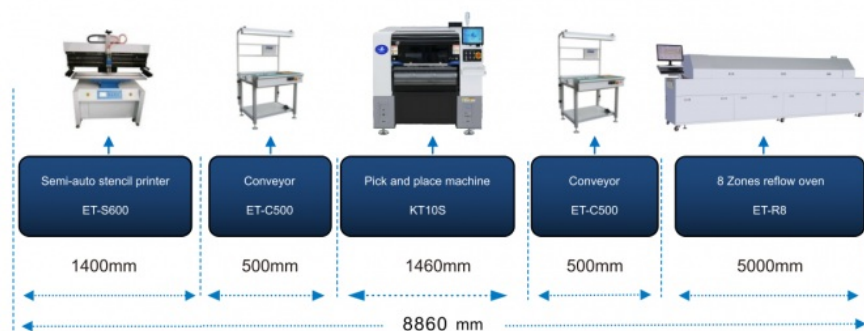 Semi-auto stencil printer
ET-S600
Conveyor
ET-C500
Pick and place machine
KT10S
Conveyor
ET-C500
8 Zones reflow oven
ET-R8
1400mm
500mm
1460mm
500mm
5000mm
8860 mm